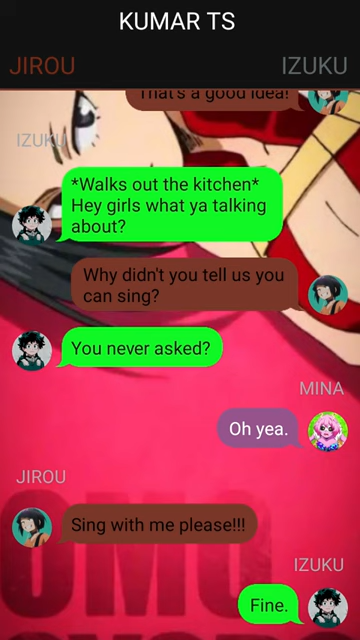 KUMAR TS
JIROU
IZUKU
That's a good idea!
IZUKU
*Walks out the kitchen*
Hey girls what ya talking
about?
Why didn't you tell us you
can sing?
You never asked?
MINA
Oh yea.
JIROU
Sing with me please!!!
IZUKU
Fine.
OMO